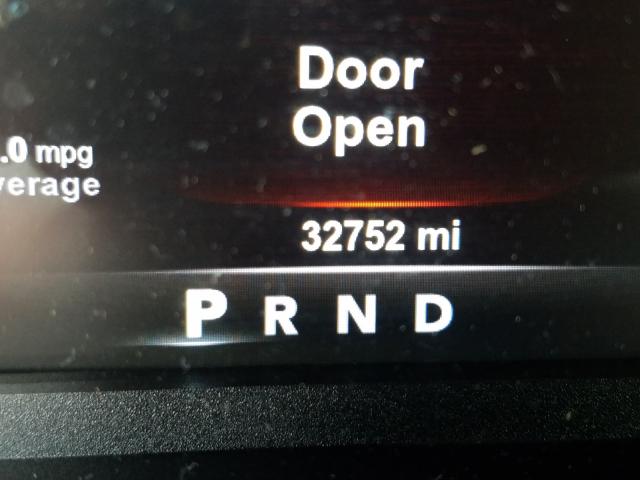 Door
Open
.0 mpg
verage
32752 mi
P R N D